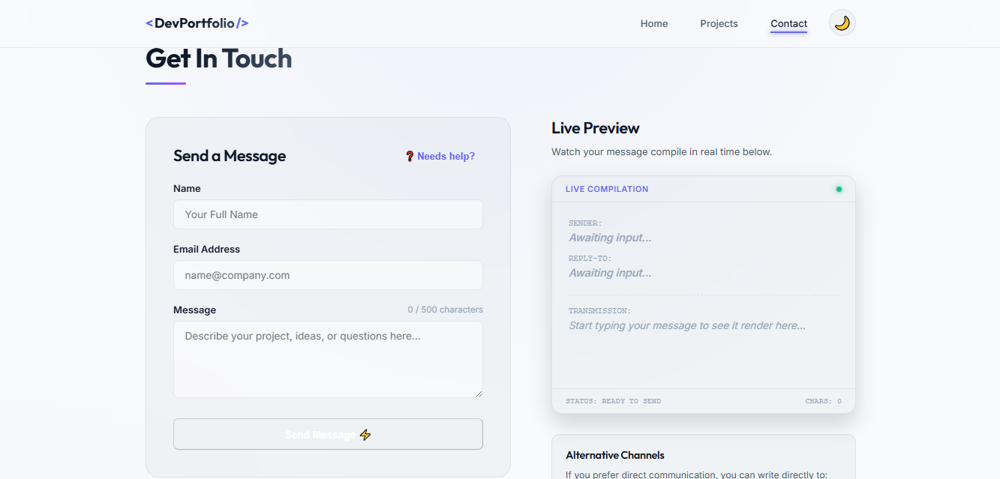 <DevPortfolio/>
Home
Projects
Contact
Get In Touch
Send a Message
❓ Needs help?
Name
Your Full Name
Email Address
name@company.com
Message
0 / 500 characters
Describe your project, ideas, or questions here...
Send Message ⚡
Live Preview
Watch your message compile in real time below.
LIVE COMPILATION
SENDER:
Awaiting input...
REPLY-TO:
Awaiting input...
TRANSMISSION:
Start typing your message to see it render here...
STATUS: READY TO SEND
CHARS: 0
Alternative Channels
If you prefer direct communication, you can write directly to: